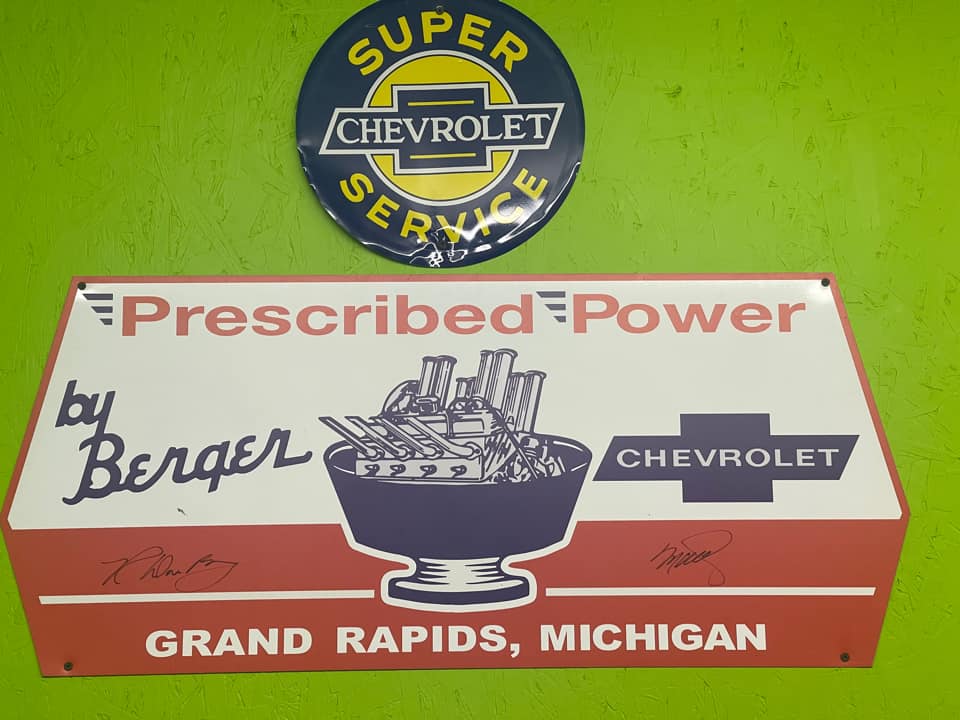 SUPER
CHEVROLET
SERVICE
Prescribed Power
by
Berger
CHEVROLET
GRAND RAPIDS, MICHIGAN